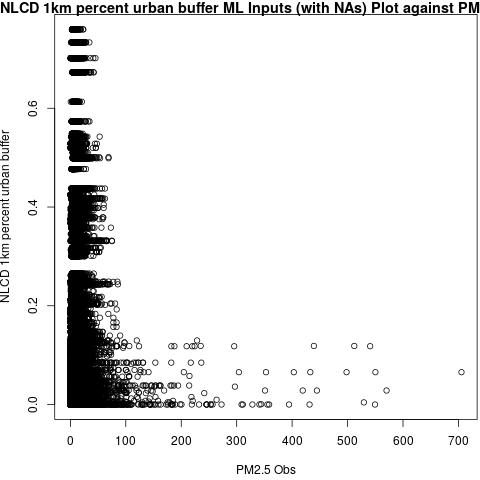 NLCD 1km percent urban buffer ML Inputs (with NAs) Plot against PM
NLCD 1km percent urban buffer
0.6
0.4
0.2
0.0
0 100 200 300 400 500 600 700
PM2.5 Obs